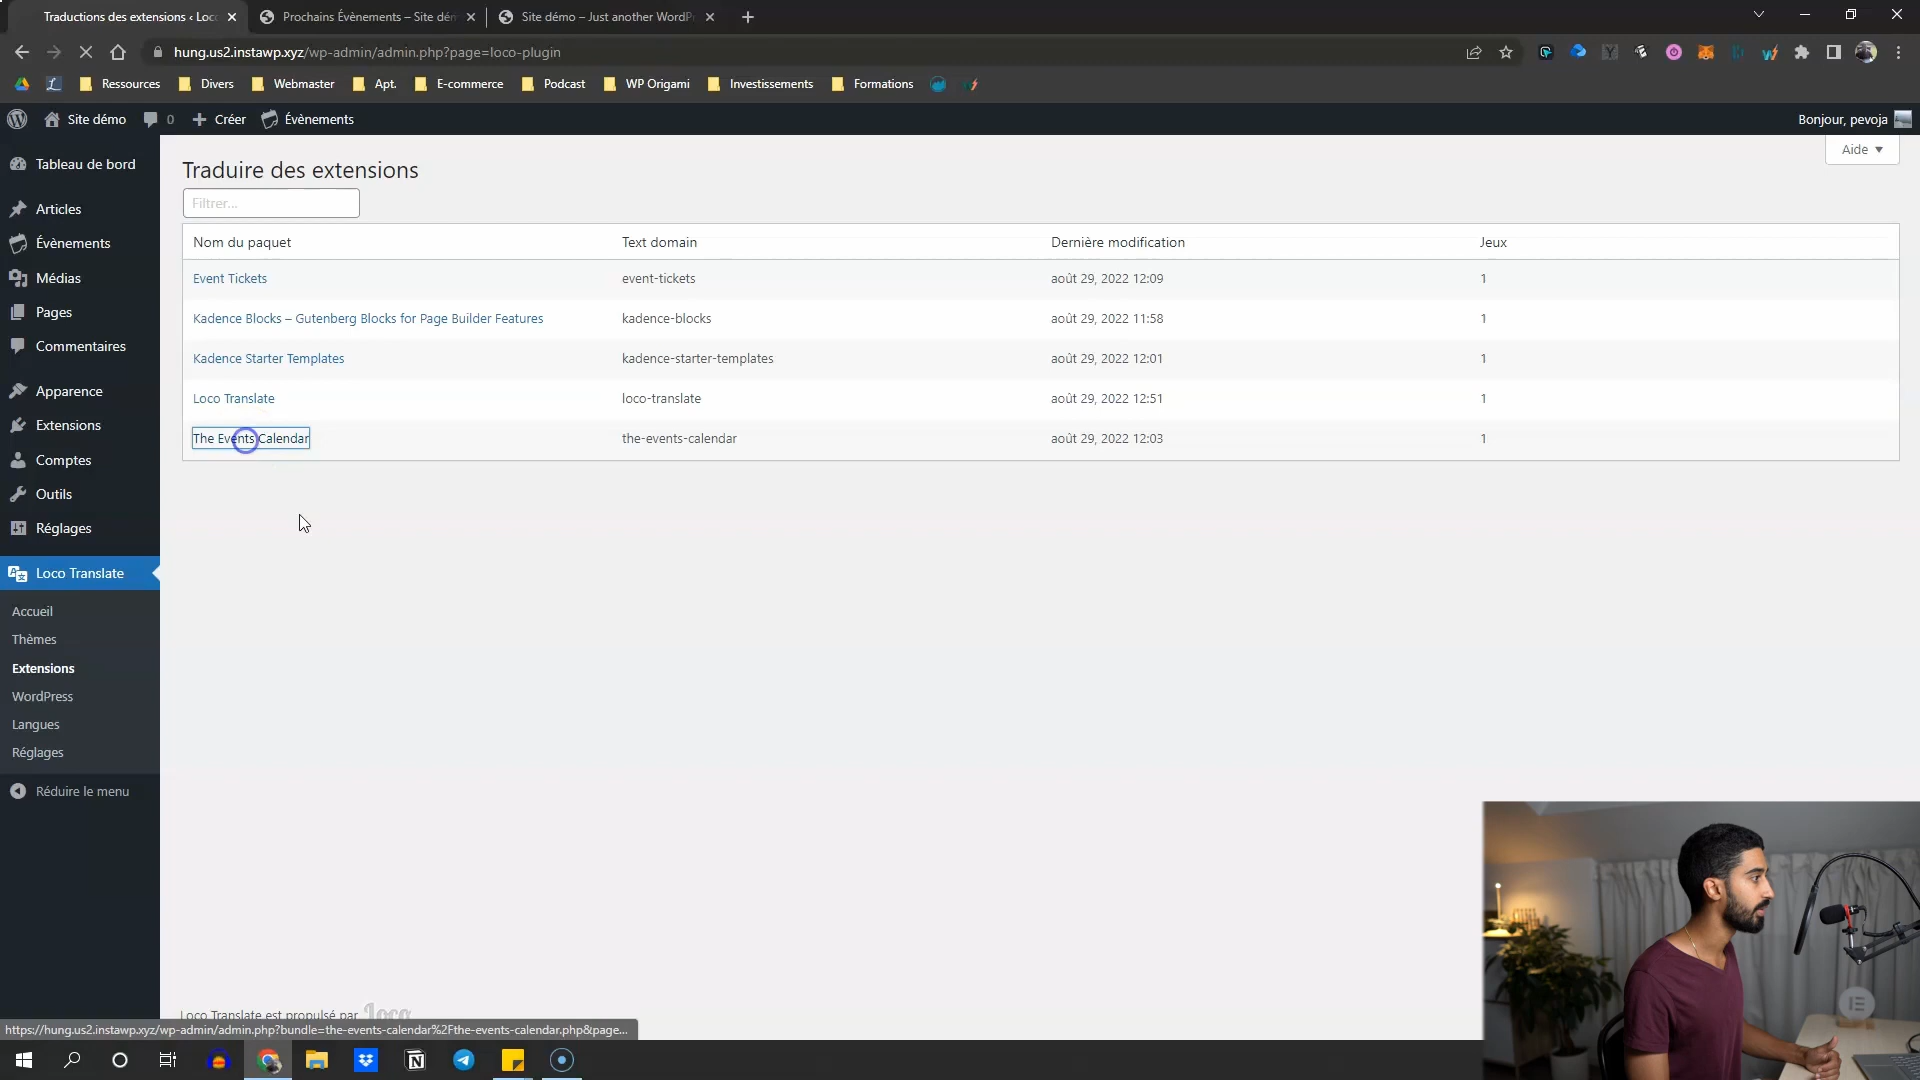 Traductions des extensions ‹ Loc
Prochains Évènements – Site dém
Site démo – Just another WordPr
hung.us2.instawp.xyz/wp-admin/admin.php?page=loco-plugin
Ressources
Divers
Webmaster
Apt.
E-commerce
Podcast
WP Origami
Investissements
Formations
Site démo
0
Créer
Évènements
Bonjour, pevoja
Tableau de bord
Articles
Évènements
Médias
Pages
Commentaires
Apparence
Extensions
Comptes
Outils
Réglages
Loco Translate
Accueil
Thèmes
Extensions
WordPress
Langues
Réglages
Réduire le menu
Aide ▼
Traduire des extensions
Filtrer...
Nom du paquet Text domain Dernière modification Jeux
Event Tickets event-tickets août 29, 2022 12:09 1
Kadence Blocks – Gutenberg Blocks for Page Builder Features kadence-blocks août 29, 2022 11:58 1
Kadence Starter Templates kadence-starter-templates août 29, 2022 12:01 1
Loco Translate loco-translate août 29, 2022 12:51 1
The Events Calendar the-events-calendar août 29, 2022 12:03 1
Loco Translate est propulsé par Loco
https://hung.us2.instawp.xyz/wp-admin/admin.php?bundle=the-events-calendar%2Fthe-events-calendar.php&page...